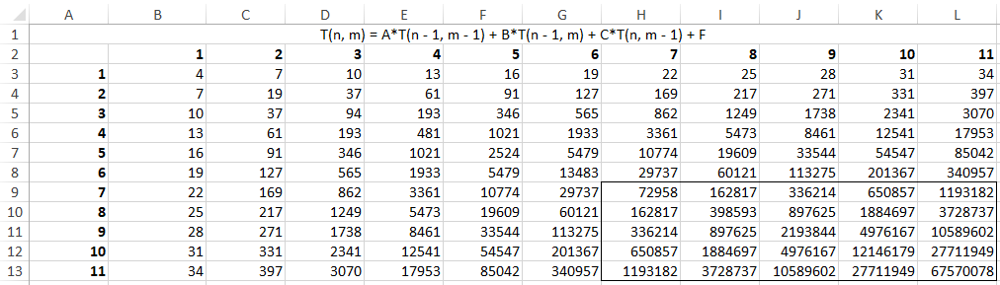 A B C D E F G H I J K L
1 T(n, m) = A*T(n - 1, m - 1) + B*T(n - 1, m) + C*T(n, m - 1) + F
2 1 2 3 4 5 6 7 8 9 10 11
3 1 4 7 10 13 16 19 22 25 28 31 34
4 2 7 19 37 61 91 127 169 217 271 331 397
5 3 10 37 94 193 346 565 862 1249 1738 2341 3070
6 4 13 61 193 481 1021 1933 3361 5473 8461 12541 17953
7 5 16 91 346 1021 2524 5479 10774 19609 33544 54547 85042
8 6 19 127 565 1933 5479 13483 29737 60121 113275 201367 340957
9 7 22 169 862 3361 10774 29737 72958 162817 336214 650857 1193182
10 8 25 217 1249 5473 19609 60121 162817 398593 897625 1884697 3728737
11 9 28 271 1738 8461 33544 113275 336214 897625 2193844 4976167 10589602
12 10 31 331 2341 12541 54547 201367 650857 1884697 4976167 12146179 27711949
13 11 34 397 3070 17953 85042 340957 1193182 3728737 10589602 27711949 67570078